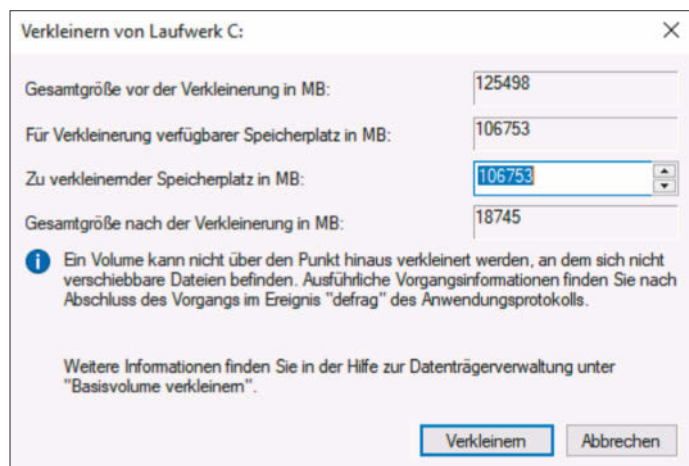 Verkleinern von Laufwerk C:
Gesamtgröße vor der Verkleinerung in MB: 125498
Für Verkleinerung verfügbarer Speicherplatz in MB: 106753
Zu verkleinernder Speicherplatz in MB: 106753
Gesamtgröße nach der Verkleinerung in MB: 18745
Ein Volume kann nicht über den Punkt hinaus verkleinert werden, an dem sich nicht
verschiebbare Dateien befinden. Ausführliche Vorgangsinformationen finden Sie nach
Abschluss des Vorgangs im Ereignis "defrag" des Anwendungsprotokolls.
Weitere Informationen finden Sie in der Hilfe zur Datenträgerverwaltung unter
"Basisvolume verkleinern".
Verkleinern Abbrechen